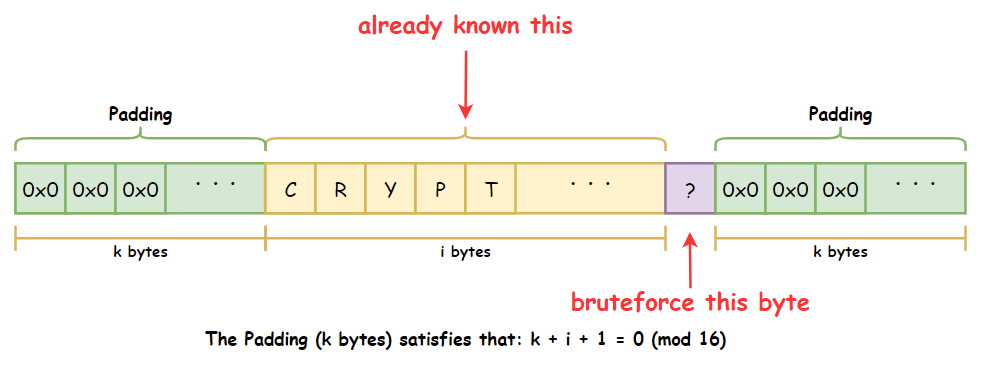 already known this
Padding Padding
0x0 0x0 0x0 . . . C R Y P T . . . ? 0x0 0x0 0x0 . . .
k bytes i bytes k bytes
bruteforce this byte
The Padding (k bytes) satisfies that: k + i + 1 = 0 (mod 16)